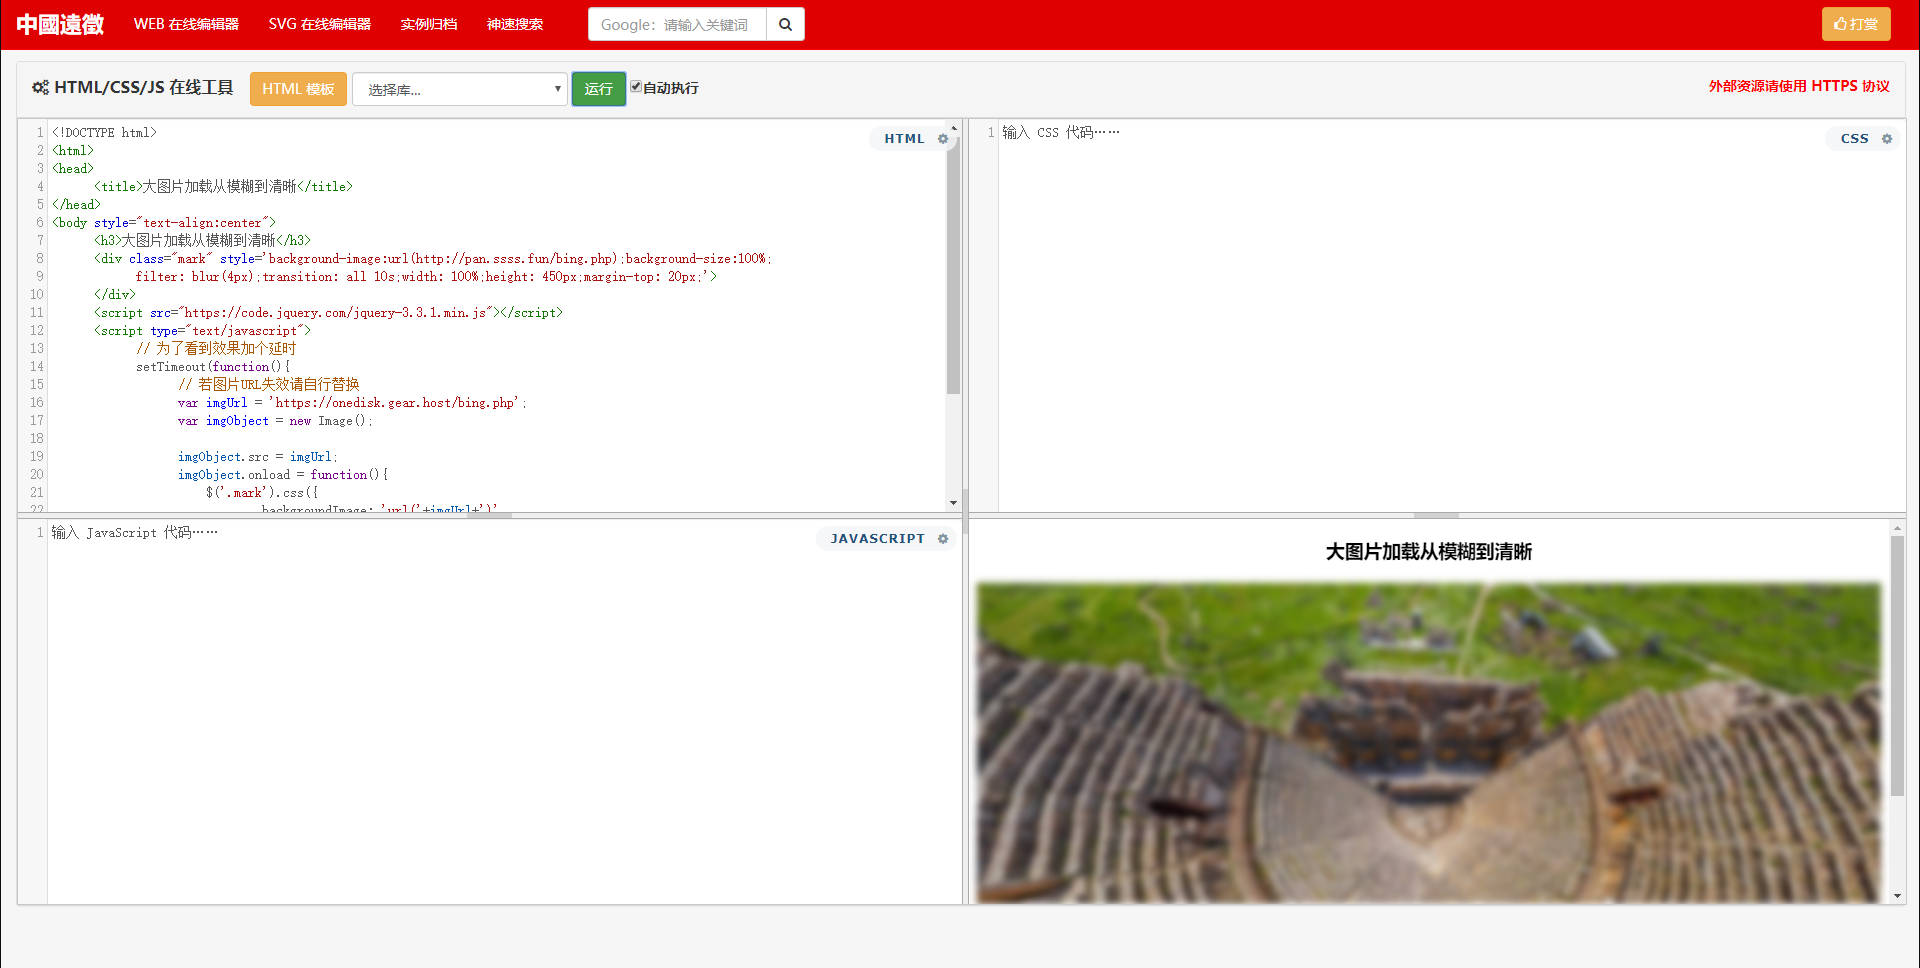 中國遠徵 WEB 在线编辑器 SVG 在线编辑器 实例归档 神速搜索 Google：请输入关键词 打赏
HTML/CSS/JS 在线工具 HTML 模板 选择库... 运行 自动执行 外部资源请使用 HTTPS 协议
HTML
1 <!DOCTYPE html>
2 <html>
3 <head>
4 <title>大图片加载从模糊到清晰</title>
5 </head>
6 <body style="text-align:center">
7 <h3>大图片加载从模糊到清晰</h3>
8 <div class="mark" style='background-image:url(http://pan.ssss.fun/bing.php);background-size:100%;
9 filter: blur(4px);transition: all 10s;width: 100%;height: 450px;margin-top: 20px;'>
10 </div>
11 <script src="https://code.jquery.com/jquery-3.3.1.min.js"></script>
12 <script type="text/javascript">
13 // 为了看到效果加个延时
14 setTimeout(function(){
15 // 若图片URL失效请自行替换
16 var imgUrl = 'https://onedisk.gear.host/bing.php';
17 var imgObject = new Image();
18
19 imgObject.src = imgUrl;
20 imgObject.onload = function(){
21 $('.mark').css({
22 backgroundImage: 'url('+imgUrl+')'
CSS
1 输入 CSS 代码……
JAVASCRIPT
1 输入 JavaScript 代码……
大图片加载从模糊到清晰